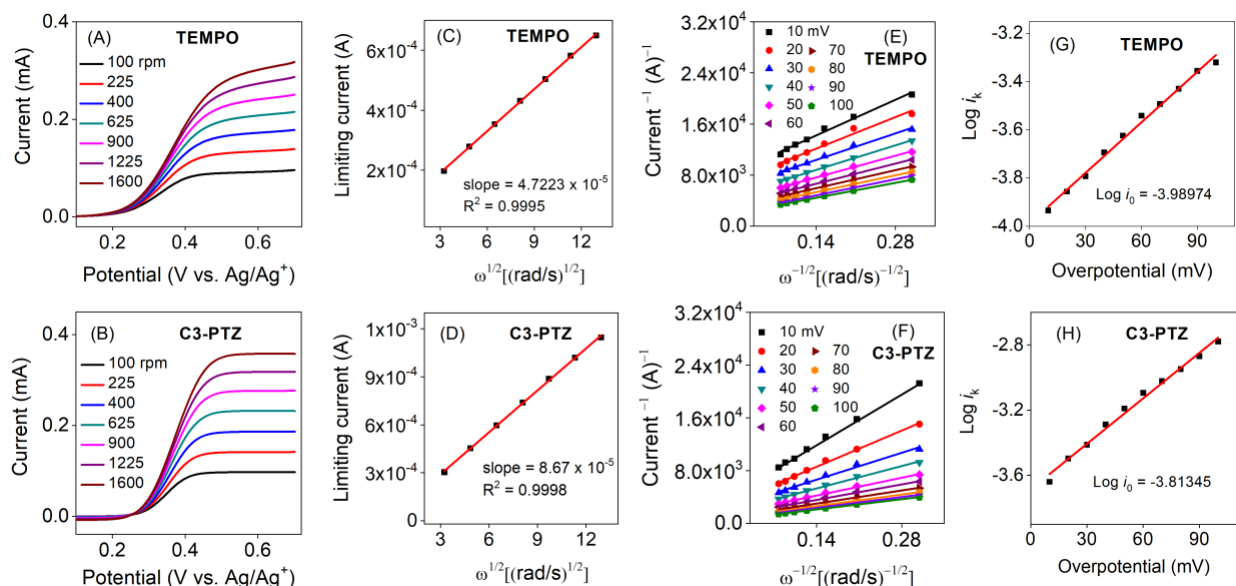 (A)
TEMPO
0.4
0.2
0.0
Current (mA)
100 rpm
225
400
625
900
1225
1600
0.2
0.4
0.6
Potential (V vs. Ag/Ag⁺)
(C)
TEMPO
6x10⁻⁴
4x10⁻⁴
2x10⁻⁴
Limiting current (A)
slope = 4.7223 x 10⁻⁵
R² = 0.9995
3
6
9
12
ω^1/2[(rad/s)^1/2]
(E)
TEMPO
3.2x10⁴
2.4x10⁴
1.6x10⁴
8.0x10³
0.0
Current⁻¹ (A)⁻¹
10 mV
20
30
40
50
60
70
80
90
100
0.14
0.28
ω^−1/2[(rad/s)^−1/2]
(G)
TEMPO
-3.2
-3.4
-3.6
-3.8
-4.0
Log i_k
Log i₀ = -3.98974
0
30
60
90
Overpotential (mV)
(B)
C3-PTZ
0.4
0.2
0.0
Current (mA)
100 rpm
225
400
625
900
1225
1600
0.2
0.4
0.6
Potential (V vs. Ag/Ag⁺)
(D)
C3-PTZ
1x10⁻³
9x10⁻⁴
6x10⁻⁴
3x10⁻⁴
0
Limiting current (A)
slope = 8.67 x 10⁻⁵
R² = 0.9998
3
6
9
12
ω^1/2[(rad/s)^1/2]
(F)
C3-PTZ
3.2x10⁴
2.4x10⁴
1.6x10⁴
8.0x10³
0.0
Current⁻¹ (A)⁻¹
10 mV
20
30
40
50
60
70
80
90
100
0.14
0.28
ω^−1/2[(rad/s)^−1/2]
(H)
C3-PTZ
-2.8
-3.2
-3.6
Log i_k
Log i₀ = -3.81345
0
30
60
90
Overpotential (mV)